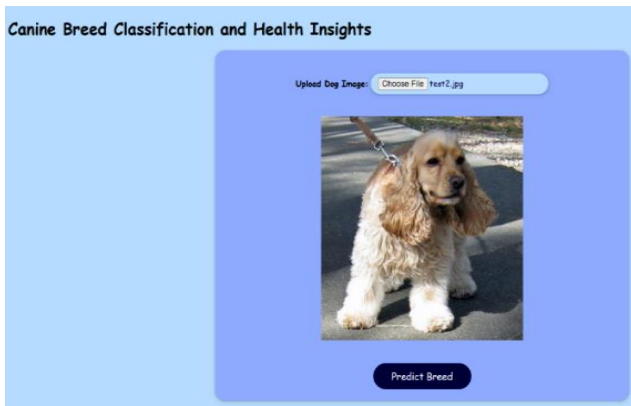 Canine Breed Classification and Health Insights
Upload Dog Image: Choose File test2.jpg
Predict Breed